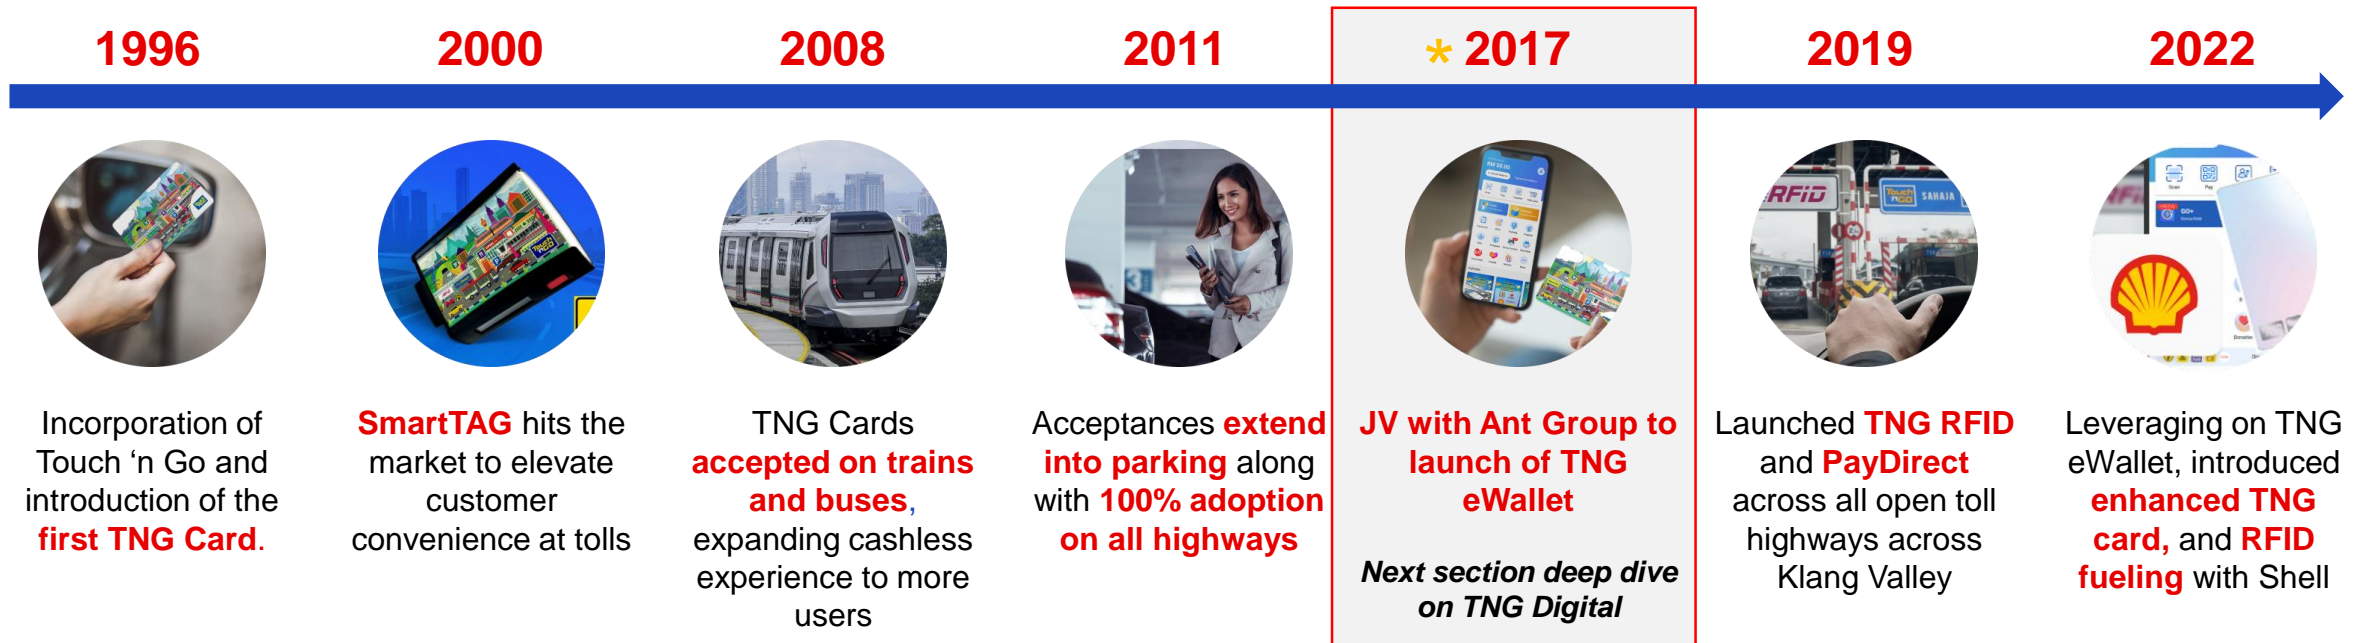 1996
Incorporation of
Touch ‘n Go and
introduction of the
first TNG Card.
2000
SmartTAG hits the
market to elevate
customer
convenience at tolls
2008
TNG Cards
accepted on trains
and buses,
expanding cashless
experience to more
users
2011
Acceptances extend
into parking along
with 100% adoption
on all highways
* 2017
JV with Ant Group to
launch of TNG
eWallet
Next section deep dive
on TNG Digital
2019
RFiD
Touch
'nGO
SAHAJA
Launched TNG RFID
and PayDirect
across all open toll
highways across
Klang Valley
2022
Scan
Pay
GO+
Leveraging on TNG
eWallet, introduced
enhanced TNG
card, and RFID
fueling with Shell